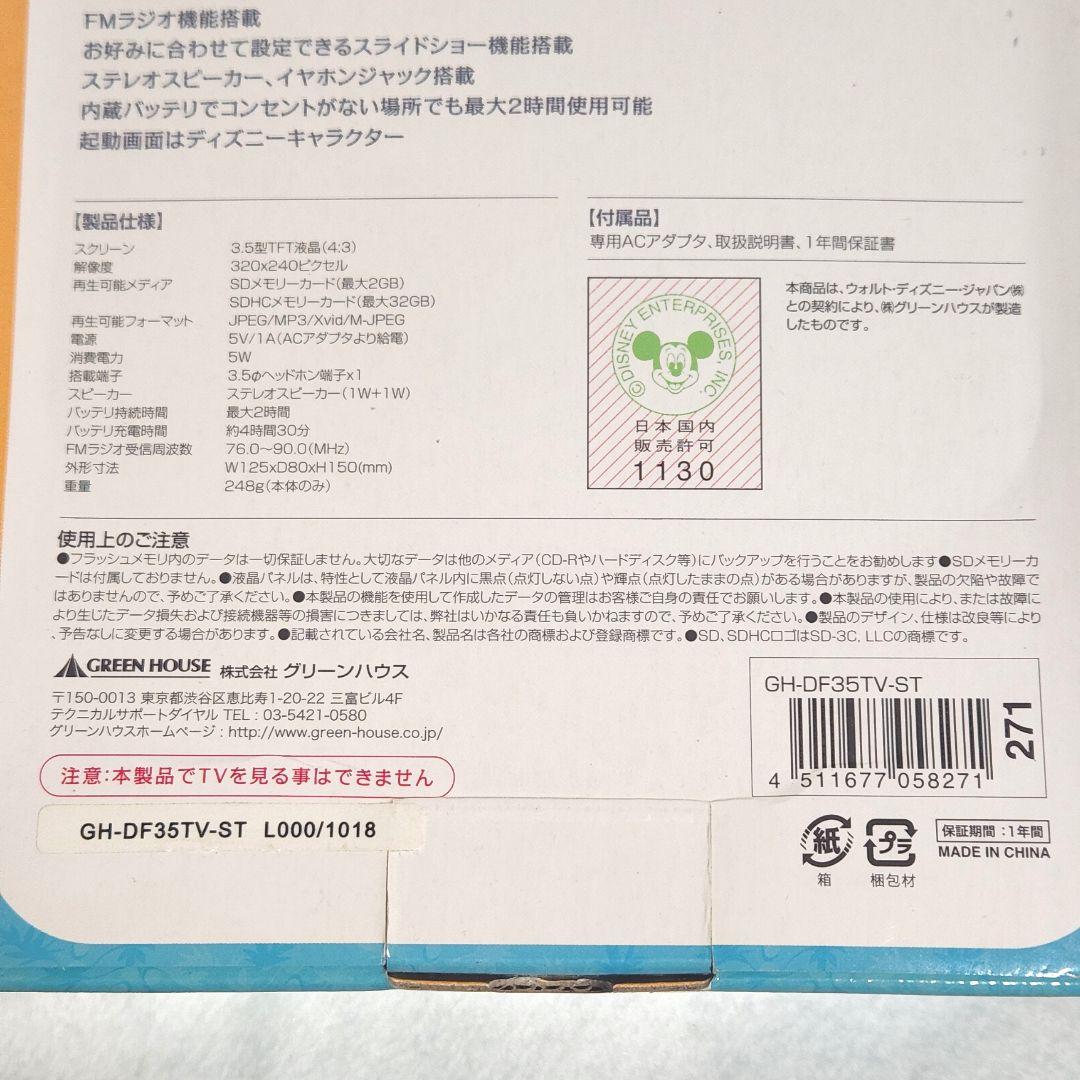 FMラジオ機能搭載
お好みに合わせて設定できるスライドショー機能搭載
ステレオスピーカー、イヤホンジャック搭載
内蔵バッテリでコンセントがない場所でも最大2時間使用可能
起動画面はディズニーキャラクター
【製品仕様】
スクリーン 3.5型TFT液晶(4:3)
解像度 320x240ピクセル
再生可能メディア SDメモリーカード(最大2GB)
SDHCメモリーカード(最大32GB)
再生可能フォーマット JPEG/MP3/Xvid/M-JPEG
電源 5V/1A(ACアダプタより給電)
消費電力 5W
搭載端子 3.5φヘッドホン端子x1
スピーカー ステレオスピーカー(1W+1W)
バッテリ持続時間 最大2時間
バッテリ充電時間 約4時間30分
FMラジオ受信周波数 76.0~90.0(MHz)
外形寸法 W125xD80xH150(mm)
重量 248g(本体のみ)
【付属品】
専用ACアダプタ、取扱説明書、1年間保証書
©DISNEY ENTERPRISES, INC.
日本国内
販売許可
1130
本商品は、ウォルト・ディズニー・ジャパン㈱
との契約により、㈱グリーンハウスが製造
したものです。
使用上のご注意
●フラッシュメモリ内のデータは一切保証しません。大切なデータは他のメディア(CD-Rやハードディスク等)にバックアップを行うことをお勧めします●SDメモリーカ
ードは付属しておりません。●液晶パネルは、特性として液晶パネル内に黒点(点灯しない点)や輝点(点灯したままの点)がある場合がありますが、製品の欠陥や故障で
はありませんので、予めご了承ください。●本製品の機能を使用して作成したデータの管理はお客様ご自身の責任でお願いします。●本製品の使用により、または故障に
より生じたデータ損失および接続機器等の損害につきましては、弊社はいかなる責任も負いかねますので、予めご了承ください。●製品のデザイン、仕様は改良等により
、予告なしに変更する場合があります。●記載されている会社名、製品名は各社の商標および登録商標です。●SD、SDHCロゴはSD-3C, LLCの商標です。
GREEN HOUSE 株式会社 グリーンハウス
〒150-0013 東京都渋谷区恵比寿1-20-22 三富ビル4F
テクニカルサポートダイヤル TEL : 03-5421-0580
グリーンハウスホームページ : http://www.green-house.co.jp/
注意:本製品でTVを見る事はできません
GH-DF35TV-ST L000/1018
GH-DF35TV-ST
271
4 511677 058271
紙
箱
プラ
梱包材
保証期間:1年間
MADE IN CHINA